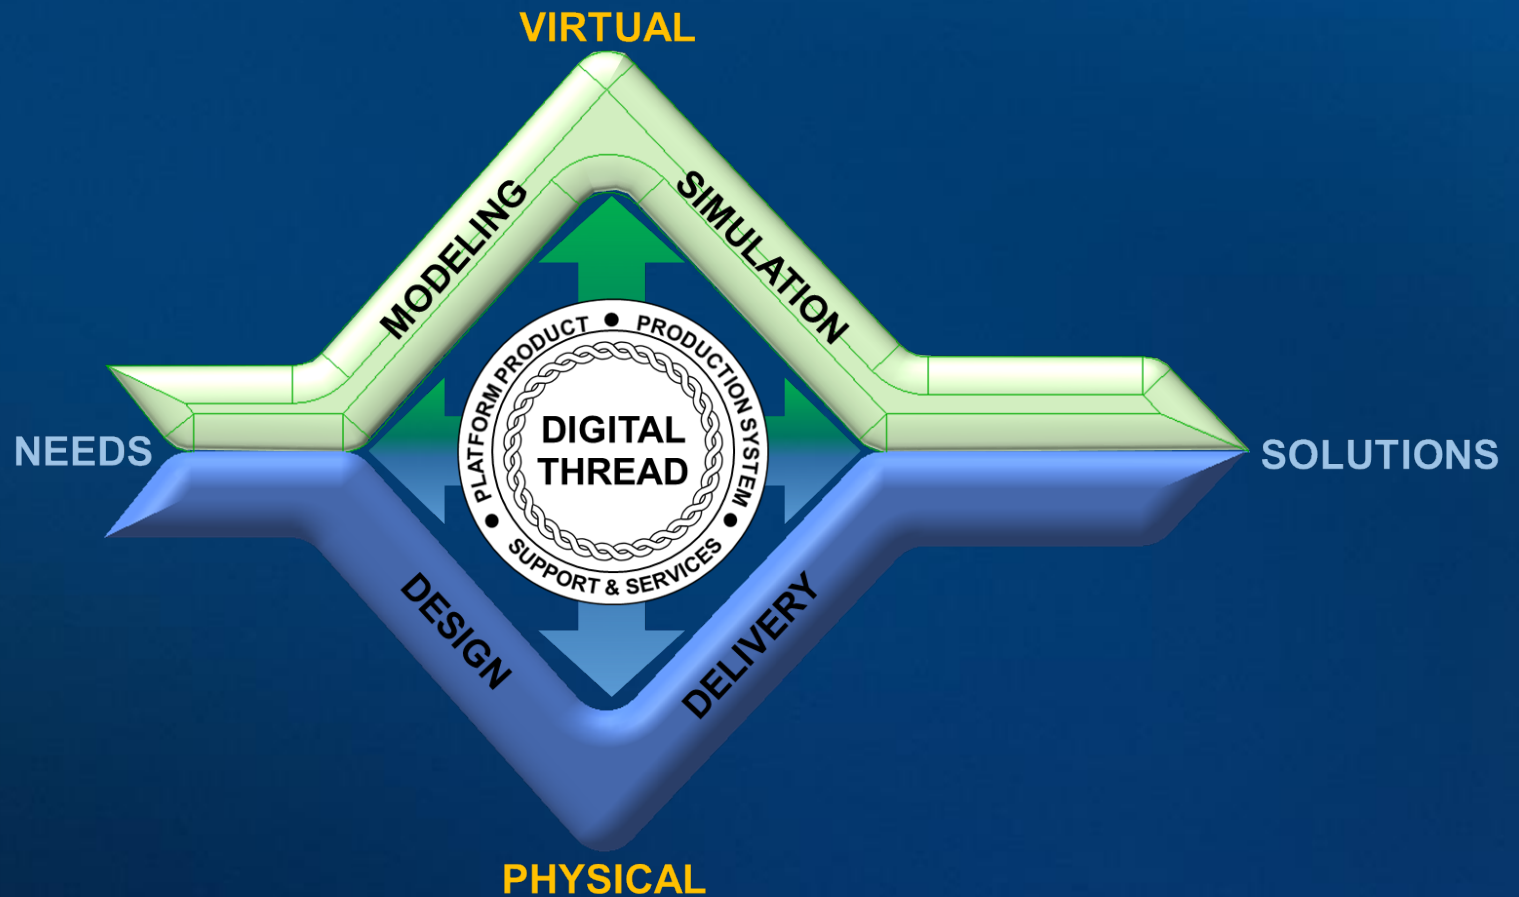 VIRTUAL
MODELING
SIMULATION
PLATFORM PRODUCT ● PRODUCTION SYSTEM ● SUPPORT & SERVICES ●
DIGITAL
THREAD
NEEDS
SOLUTIONS
DESIGN
DELIVERY
PHYSICAL